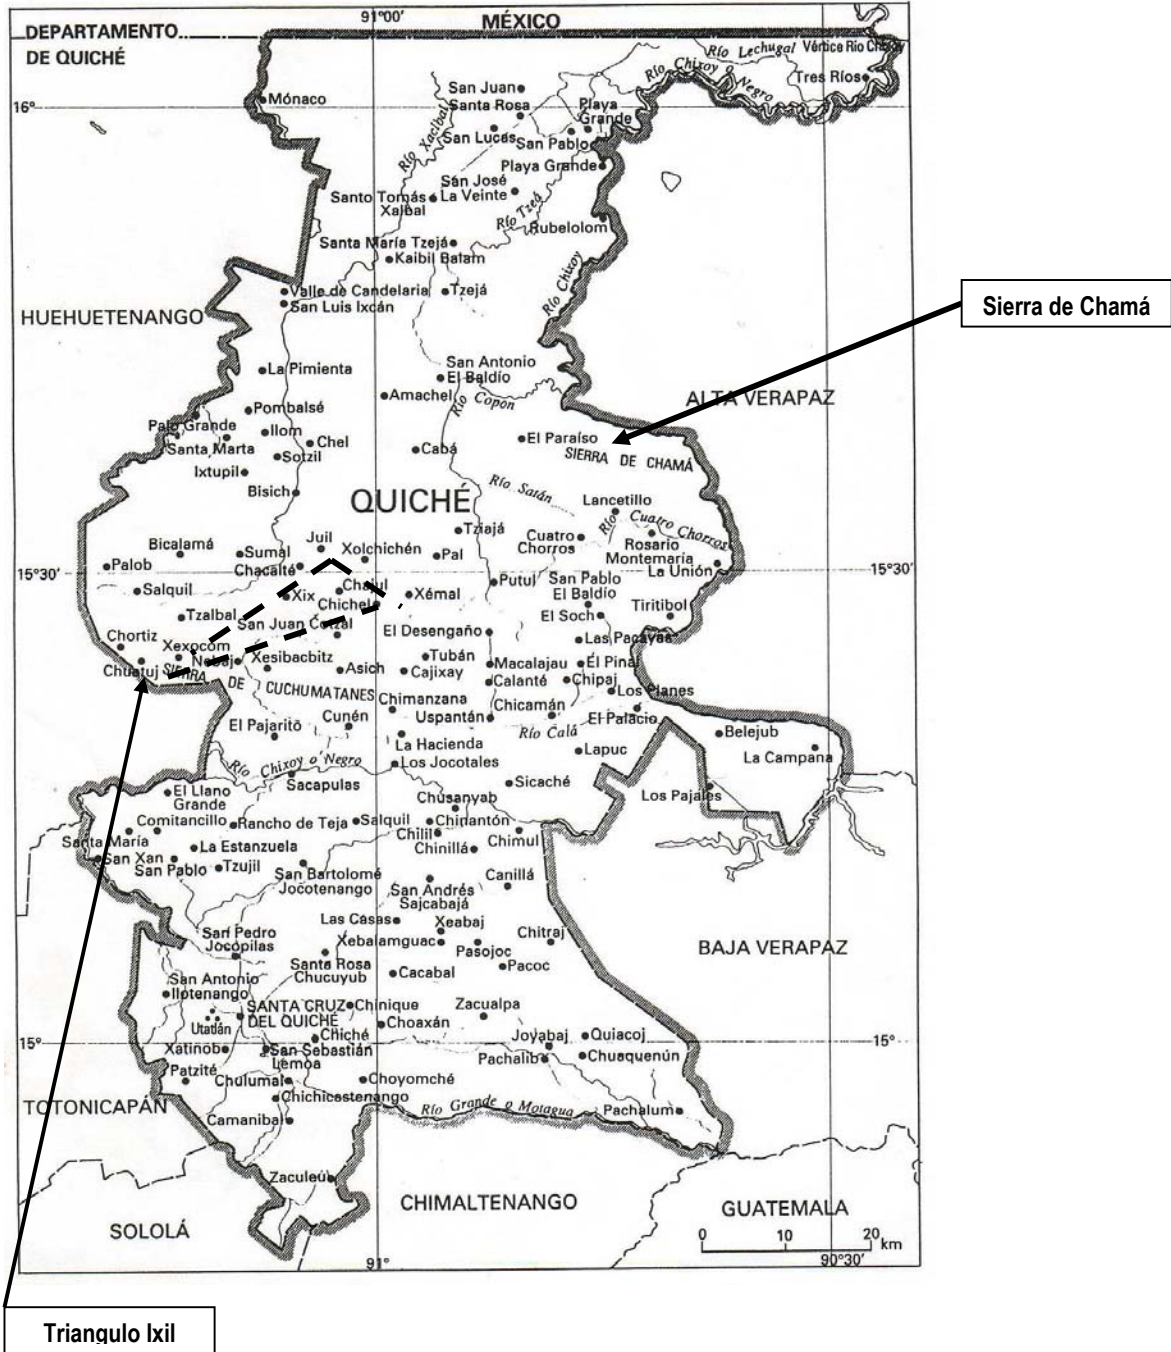 DEPARTAMENTO
DE QUICHÉ
91º00'
MÉXICO
Río Lechugal
Vértice Río Chixoy
Río Chixoy o Negro
Tres Ríos
16º
Mónaco
San Juan
Santa Rosa
Playa
Grande
San Lucas
San Pablo
Río Xacibal
Playa Grande
San José
La Veinte
Santo Tomás
Xalbal
Río Tzejá
Rubelolom
Santa María Tzejá
Kaibil Balam
Río Chixoy
Valle de Candelaria
Tzejá
San Luis Ixcán
HUEHUETENANGO
Sierra de Chamá
La Pimienta
San Antonio
El Baldío
Amachel
Río Copón
ALTA VERAPAZ
Pombalsé
Palo Grande
Ilom
Santa Marta
Chel
Sotzil
Cabá
El Paraíso
SIERRA DE CHAMÁ
Ixtupil
Bisich
QUICHÉ
Río Satán
Lancetillo
Río Cuatro Chorros
Tziajá
Cuatro
Chorros
Rosario
Montemaría
Juil
Xolchichén
Bicalamá
Sumal
Pal
La Unión
Palob
Chacalté
15º30'
15º30'
Salquil
Xix
Chajul
Xémal
Putul
San Pablo
El Baldío
Chichel
Tzalbal
San Juan Cotzal
El Soch
Tiritibol
El Desengaño
Las Pacayas
Chortiz
Xexocom
Nebaj
Xesibacbitz
Tubán
Chuatuj
Asich
Cajixay
Macalajau
El Pinal
SIERRA DE CUCHUMATANES
Calanté
Chipaj
Los Planes
Chimanzana
Chicamán
El Pajarito
Cunén
Uspantán
El Palacio
Río Calá
Belejub
La Hacienda
Lapuc
La Campana
Río Chixoy o Negro
Los Jocotales
Sacapulas
Sicaché
Los Pajales
El Llano
Grande
Chusanyab
Comitancillo
Rancho de Teja
Salquil
Chinantón
Santa María
Chilil
Chimul
La Estanzuela
Chinillá
San Xan
San Pablo
Tzujil
San Bartolomé
Jocotenango
Canillá
San Andrés
Sajcabajá
Las Casas
Xeabaj
San Pedro
Jocopilas
Xebalamguac
Pasojoc
Chitraj
BAJA VERAPAZ
Santa Rosa
Chucuyub
Cacabal
Pacoc
San Antonio
Ilotenango
SANTA CRUZ
DEL QUICHÉ
Chinique
Zacualpa
Utatlán
Choaxán
Chiché
Joyabaj
Quiacoj
15º
Xatinob
San Sebastián
Lemoa
Pachalib
Chuaquenún
Patzité
Chulumal
Choyomché
Chichicastenango
TOTONICAPÁN
Río Grande o Motagua
Pachalum
Camanibal
Zaculeu
CHIMALTENANGO
GUATEMALA
SOLOLÁ
0 10 20 km
91º
90º30'
Triangulo Ixil